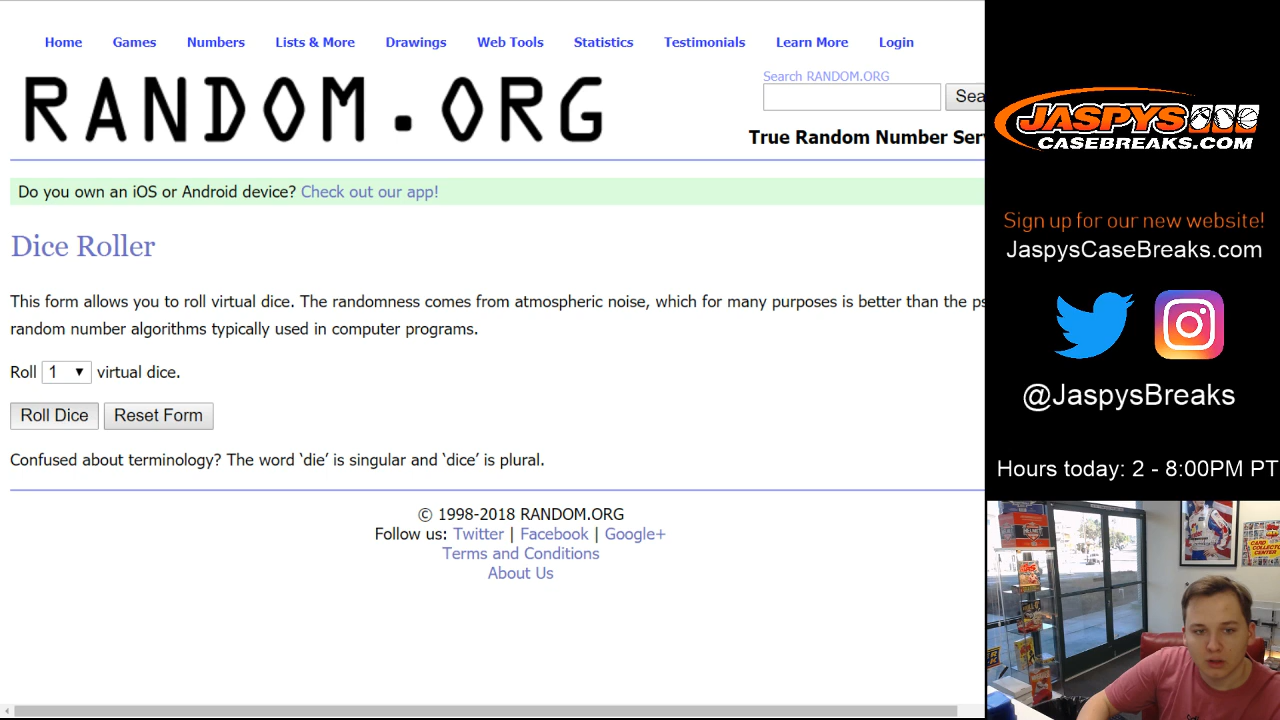 Home Games Numbers Lists & More Drawings Web Tools Statistics Testimonials Learn More Login
RANDOM.ORG
Search RANDOM.ORG
Sea
True Random Number Ser
Do you own an iOS or Android device? Check out our app!
Dice Roller
This form allows you to roll virtual dice. The randomness comes from atmospheric noise, which for many purposes is better than the ps
random number algorithms typically used in computer programs.
Roll 1 virtual dice.
Roll Dice Reset Form
Confused about terminology? The word ‘die’ is singular and ‘dice’ is plural.
© 1998-2018 RANDOM.ORG
Follow us: Twitter | Facebook | Google+
Terms and Conditions
About Us
JASPYS
CASEBREAKS.COM
Sign up for our new website!
JaspysCaseBreaks.com
@JaspysBreaks
Hours today: 2 - 8:00PM PT